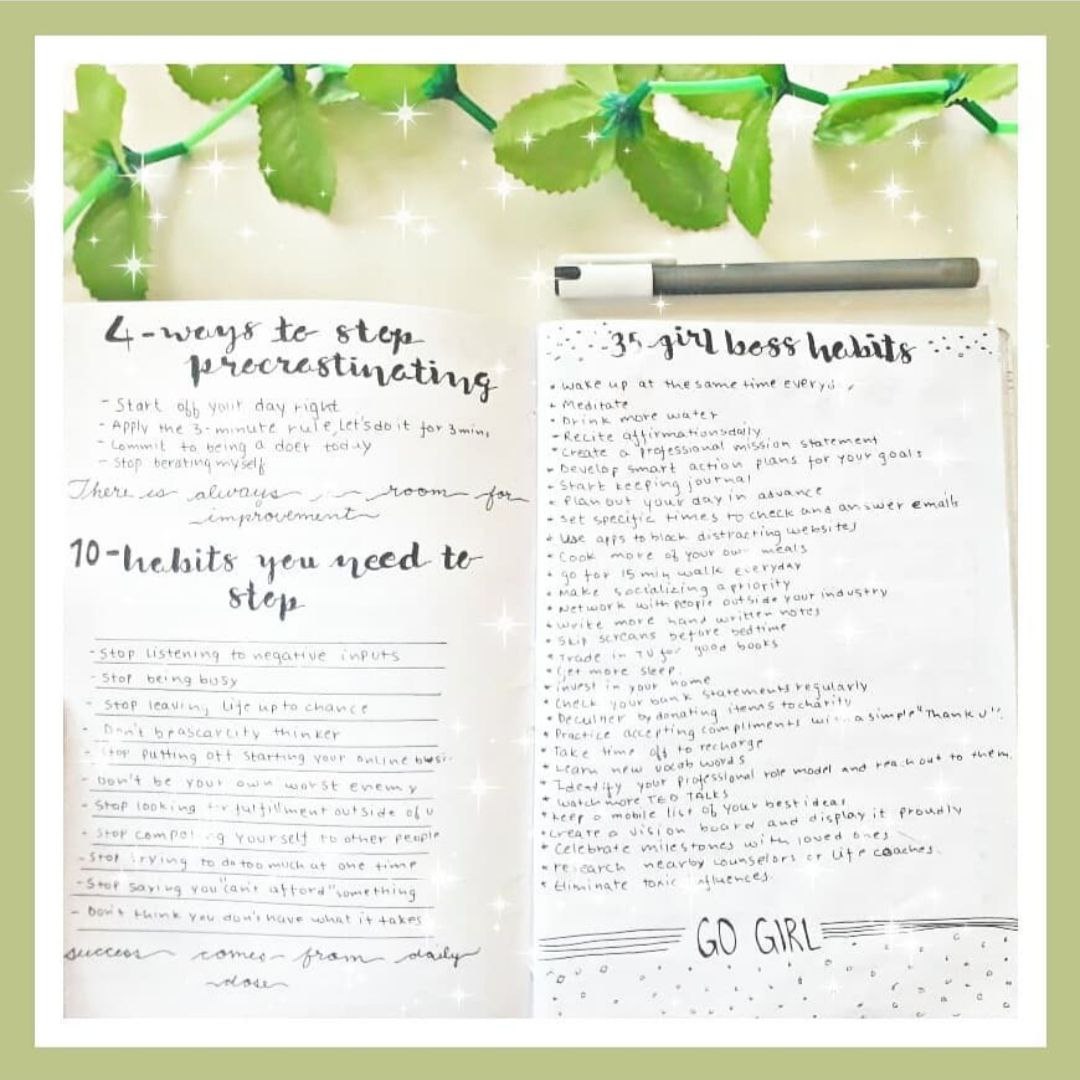 4-ways to stop
procrastinating
- Start off your day right
- Apply the 3-minute rule, Let's do it for 3 min,
- Commit to being a doer today
- Stop berating myself
There is always room for
improvement
10-habits you need to
stop
- Stop listening to negative inputs
- Stop being busy
- Stop leaving life up to chance
- Don't be a scarcity thinker
- Stop putting off starting your online
- Don't be your own worst enemy
- Stop looking for fulfillment outside of u
- Stop yourself to other people
- Stop trying to do too much at one time
- Stop saying you "can't afford" something
- Don't think you don't have what it takes
success comes from daily
dose
35-girl boss habits
• wake up at the same time
• Meditate
• Drink more water
- Recite affirmations daily
• Create a professional mission statement
• Develop smart action plans for your goals
• Start keeping journal
• Plan out your day in advance
• Set specific times to check and answer emails
• Use apps to block distracting websites
• Cook more of your own meals
• go for 15 min walk everyday
• Make socializing a priority
• Network with people outside your industry
• Write more hand written notes
• Skip screans before bedtime
• Trade in TV for good books
• Get more sleep.
• invest in your home
• Check your bank statements regularly
• by donating items to charity
• Practice accepting compliments a simple "Thank U".
• Take time off to recharge
• Learn new vocab words
• Identify your professional role model and reach out to them.
• Watch more TED TALKS
• keep a mobile list of your best ideas
• Create a vision board and display it proudly
• Celebrate milestones with loved ones
• research nearby counselors or life coaches.
• Eliminate toxic influences.
GO GIRL